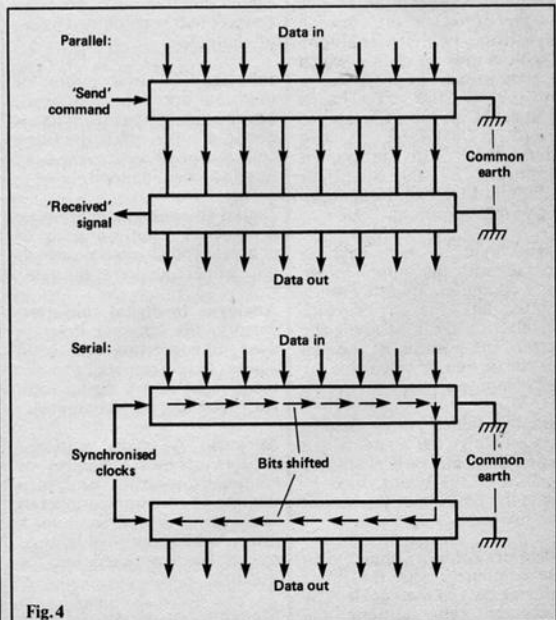 Parallel:
Data in
'Send'
command
Common
earth
'Received'
signal
Data out
Serial:
Data in
Synchronised
clocks
Bits shifted
Common
earth
Data out
Fig. 4